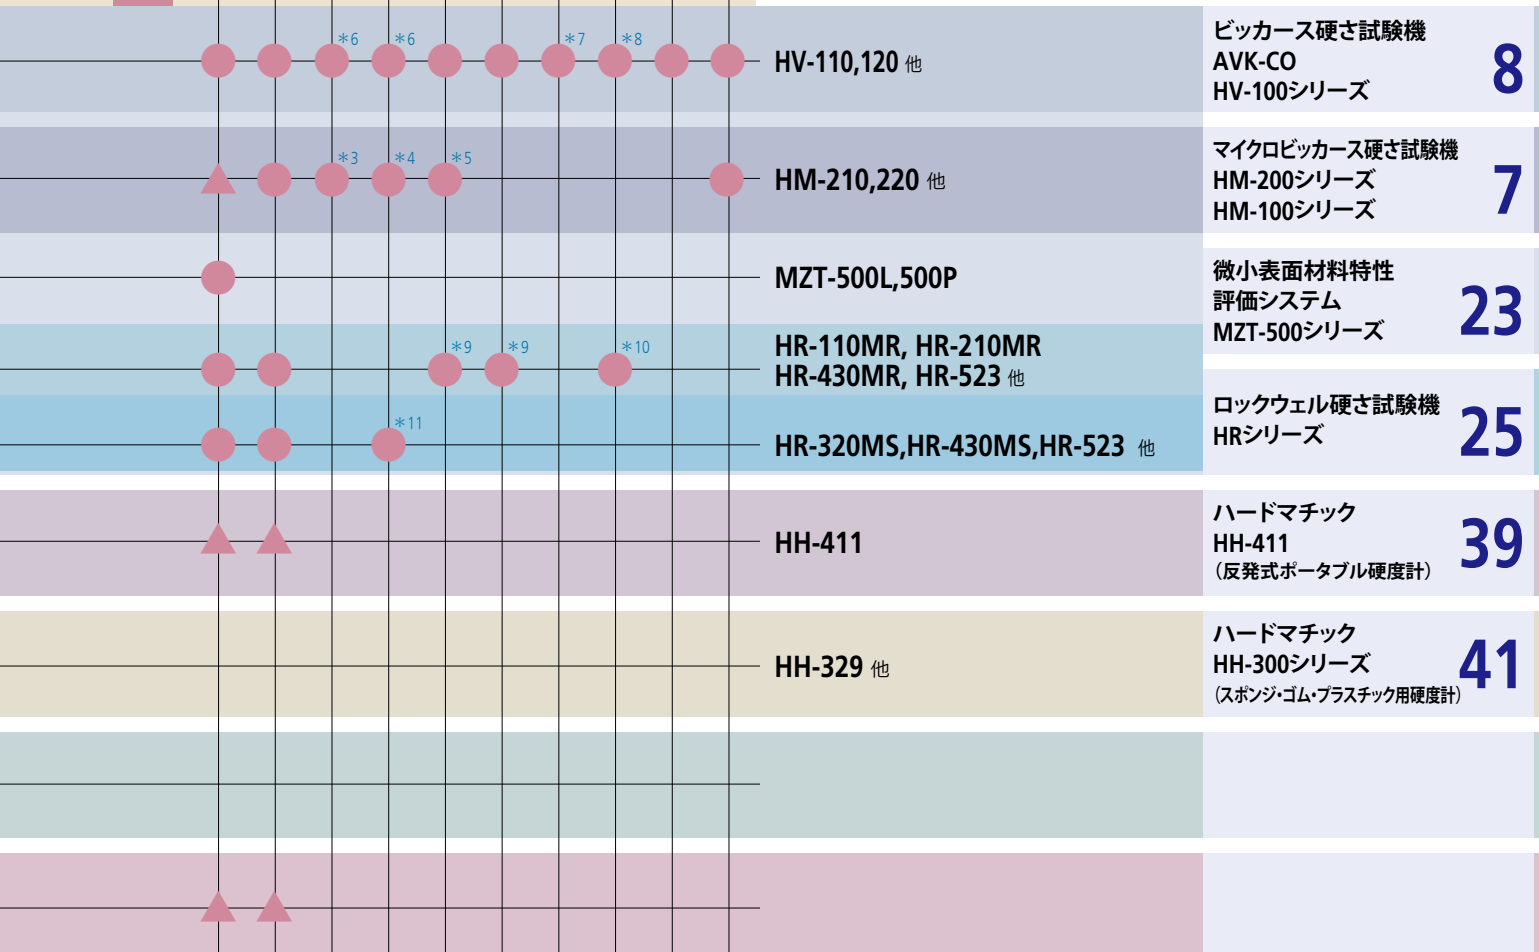 ＊6 ＊6 ＊7 ＊8
HV-110,120 他
ビッカース硬さ試験機
AVK-CO
HV-100シリーズ
8
＊3 ＊4 ＊5
HM-210,220 他
マイクロビッカース硬さ試験機
HM-200シリーズ
HM-100シリーズ
7
MZT-500L,500P
微小表面材料特性
評価システム
MZT-500シリーズ
23
＊9 ＊9 ＊10
HR-110MR, HR-210MR
HR-430MR, HR-523 他
＊11
HR-320MS,HR-430MS,HR-523 他
ロックウェル硬さ試験機
HRシリーズ
25
HH-411
ハードマチック
HH-411
（反発式ポータブル硬度計）
39
HH-329 他
ハードマチック
HH-300シリーズ
（スポンジ・ゴム・プラスチック用硬度計）
41